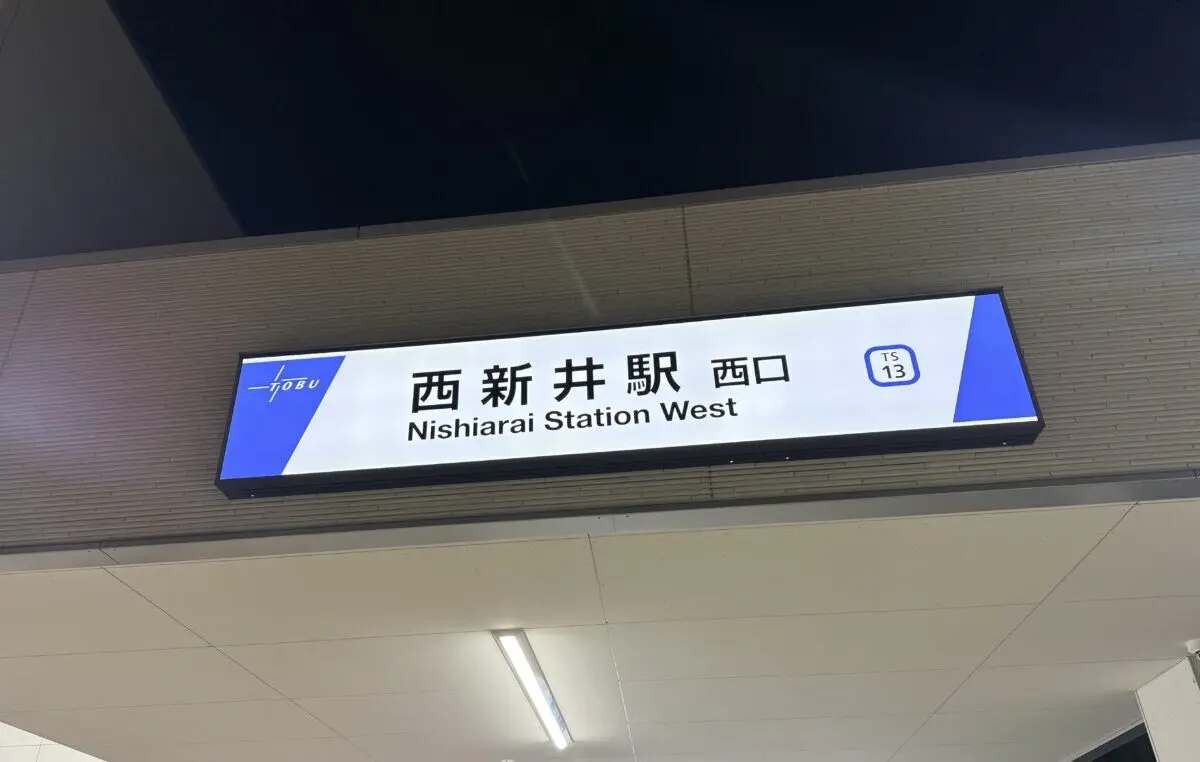 TOBU
西新井駅 西口
Nishiarai Station West
TS
13